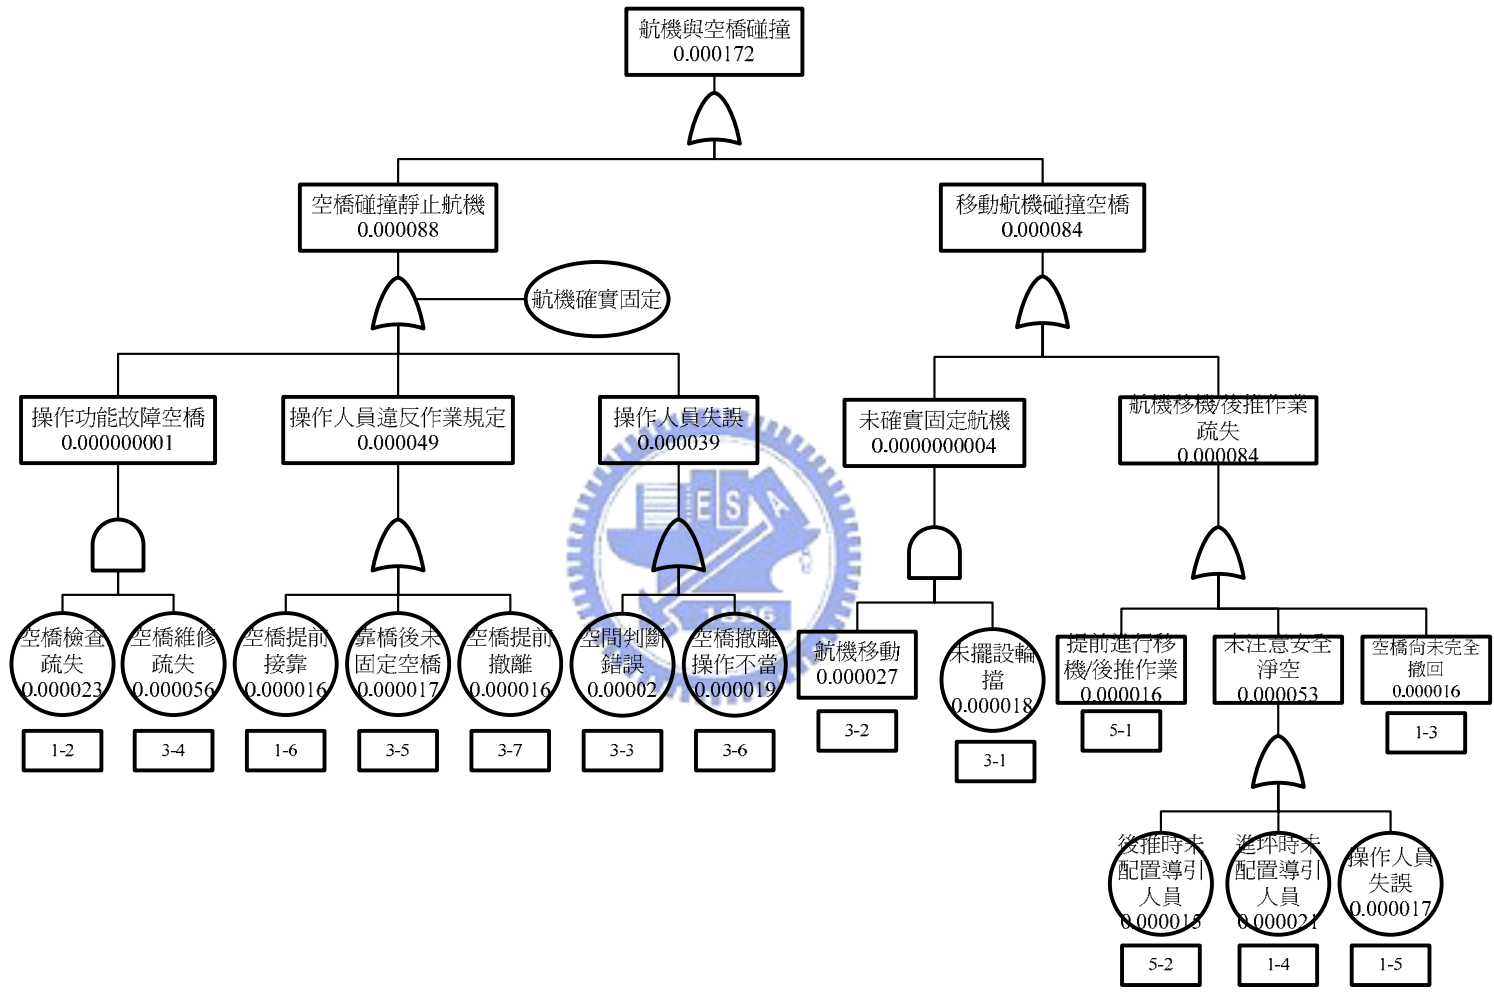 航機與空橋碰撞
0.000172
空橋碰撞靜止航機
0.000088
移動航機碰撞空橋
0.000084
航機確實固定
操作功能故障空橋
0.000000001
操作人員違反作業規定
0.000049
操作人員失誤
0.000039
未確實固定航機
0.0000000004
航機移機/後推作業
疏失
0.000084
ESA
1896
空橋檢查
疏失
0.000023
空橋維修
疏失
0.000056
空橋提前
接靠
0.000016
靠橋後未
固定空橋
0.000017
空橋提前
撤離
0.000016
空間判斷
錯誤
0.00002
空橋撤離
操作不當
0.000019
航機移動
0.000027
未擺設輪
擋
0.000018
提前進行移
機/後推作業
0.000016
未注意安全
淨空
0.000053
空橋尚未完全
撤回
0.000016
1-2
3-4
1-6
3-5
3-7
3-3
3-6
3-2
3-1
5-1
1-3
後推時未
配置導引
人員
0.000015
進坪時未
配置導引
人員
0.000021
操作人員
失誤
0.000017
5-2
1-4
1-5